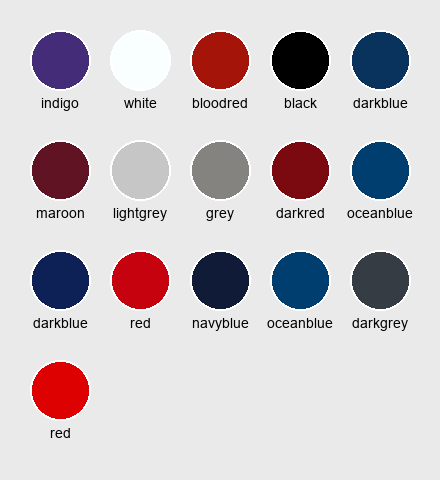 indigo white bloodred black darkblue
maroon lightgrey grey darkred oceanblue
darkblue red navyblue oceanblue darkgrey
red